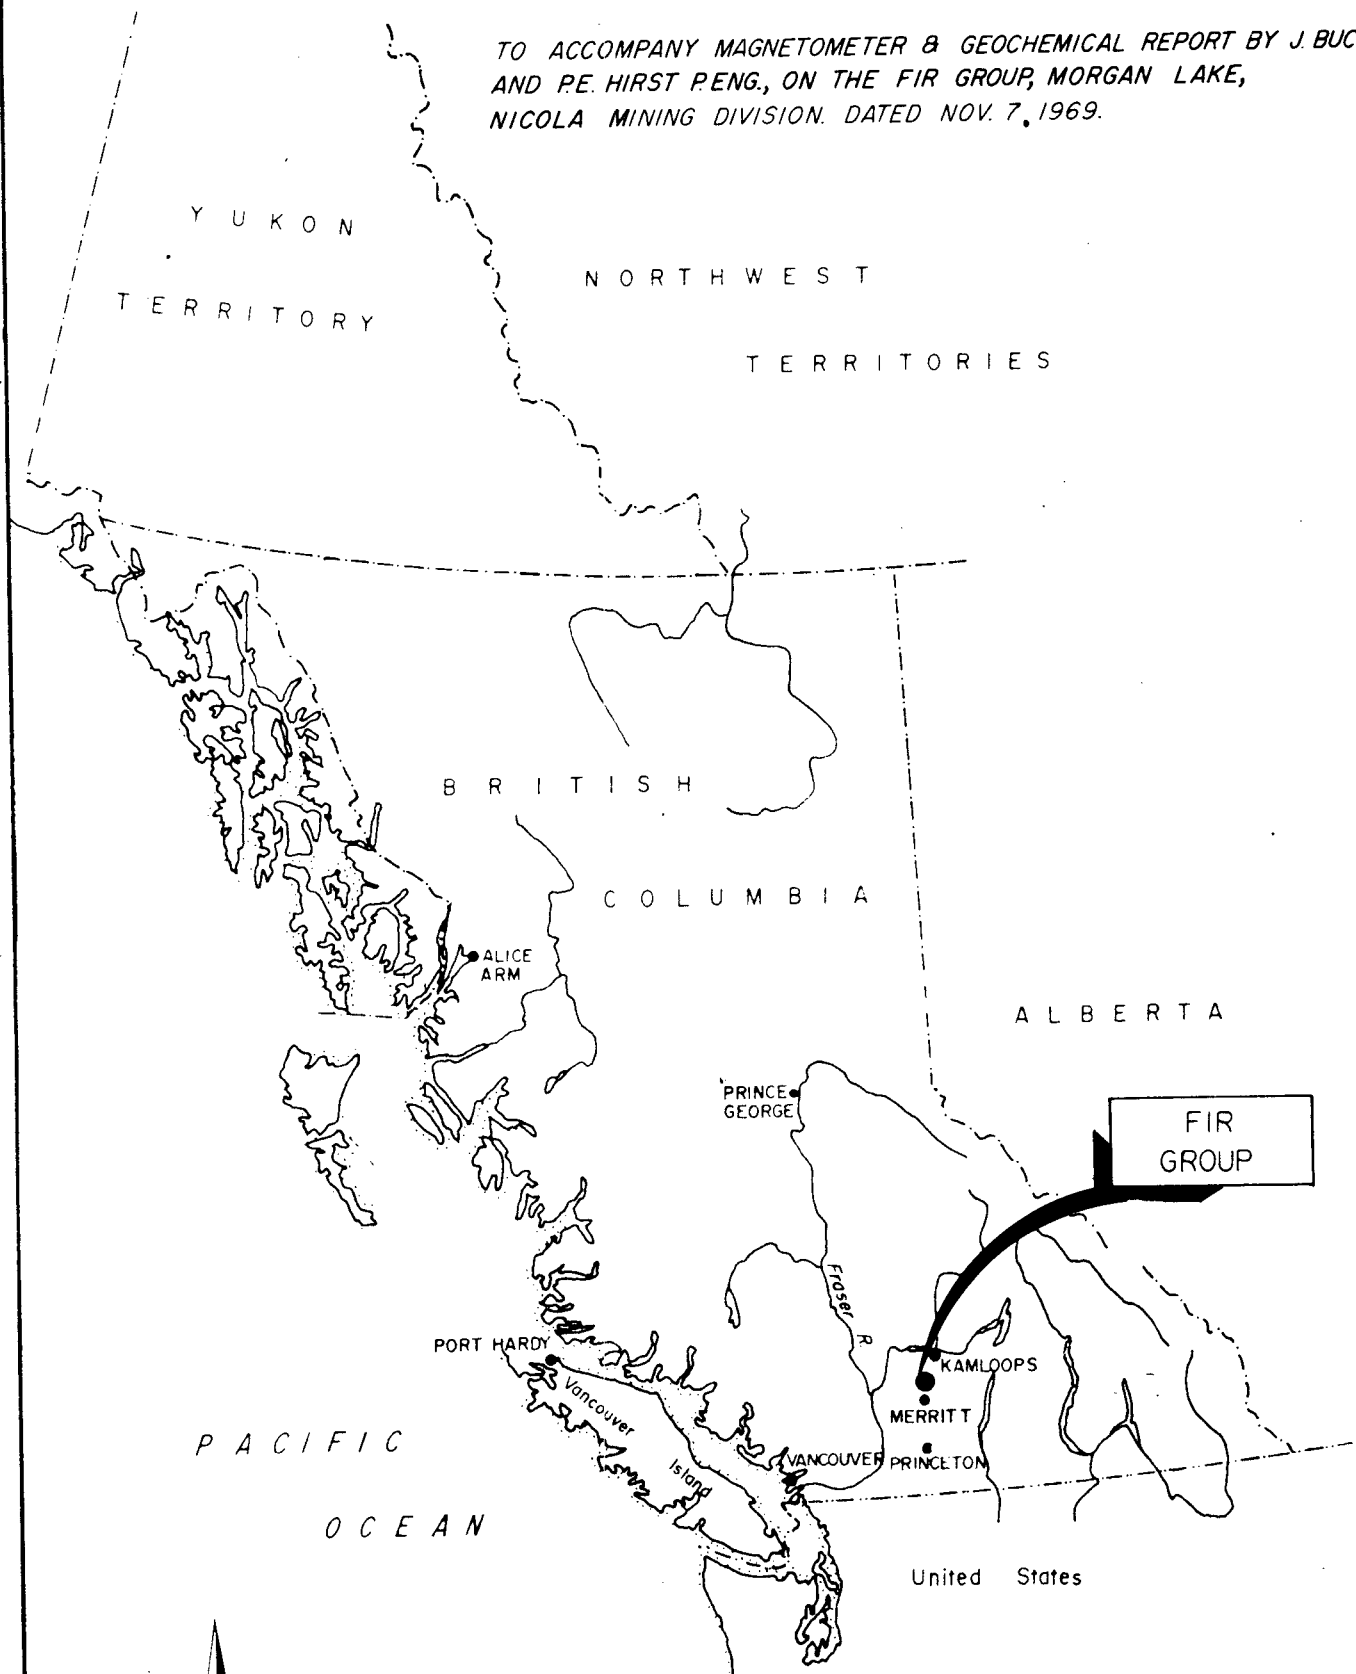 TO ACCOMPANY MAGNETOMETER & GEOCHEMICAL REPORT BY J. BUC
AND P.E. HIRST P.ENG., ON THE FIR GROUP, MORGAN LAKE,
NICOLA MINING DIVISION. DATED NOV. 7, 1969.
YUKON
TERRITORY
NORTHWEST
TERRITORIES
BRITISH
COLUMBIA
ALICE
ARM
ALBERTA
PRINCE
GEORGE
FIR
GROUP
Fraser R
PORT HARDY
KAMLOOPS
Vancouver
Island
MERRITT
VANCOUVER
PRINCETON
PACIFIC
OCEAN
United States